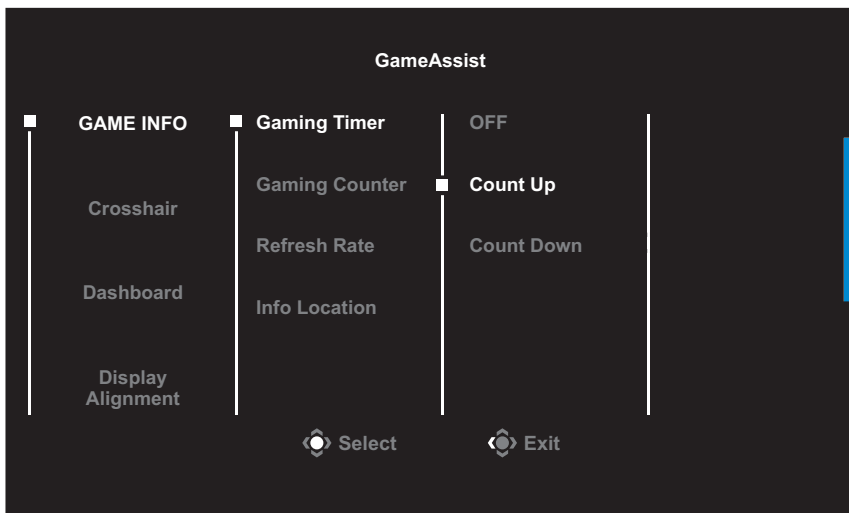 GameAssist
GAME INFO
Crosshair
Dashboard
Display
Alignment
Gaming Timer
Gaming Counter
Refresh Rate
Info Location
OFF
Count Up
Count Down
Select
Exit